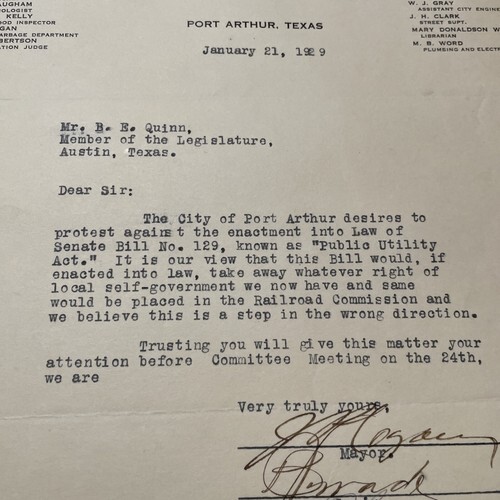 AUGHAM
OLOGIST
KELLY
OOD INSPECTOR
GAN
ARBAGE DEPARTMENT
BERTSON
ATION JUDGE
W. J. GRAY
ASSISTANT CITY ENGINE
J. H. CLARK
STREET SUPT.
MARY DONALDSON W
LIBRARIAN
M. B. WORD
PLUMBING AND ELECT
PORT ARTHUR, TEXAS
January 21, 1929
Mr. B. E. Quinn,
Member of the Legislature,
Austin, Texas.
Dear Sir:
The City of Port Arthur desires to
protest against the enactment into Law of
Senate Bill No. 129, known as "Public Utility
Act." It is our view that this Bill would, if
enacted into law, take away whatever right of
local self-government we now have and same
would be placed in the Railroad Commission and
we believe this is a step in the wrong direction.
Trusting you will give this matter your
attention before Committee Meeting on the 24th,
we are
Very truly yours,
Mayor.